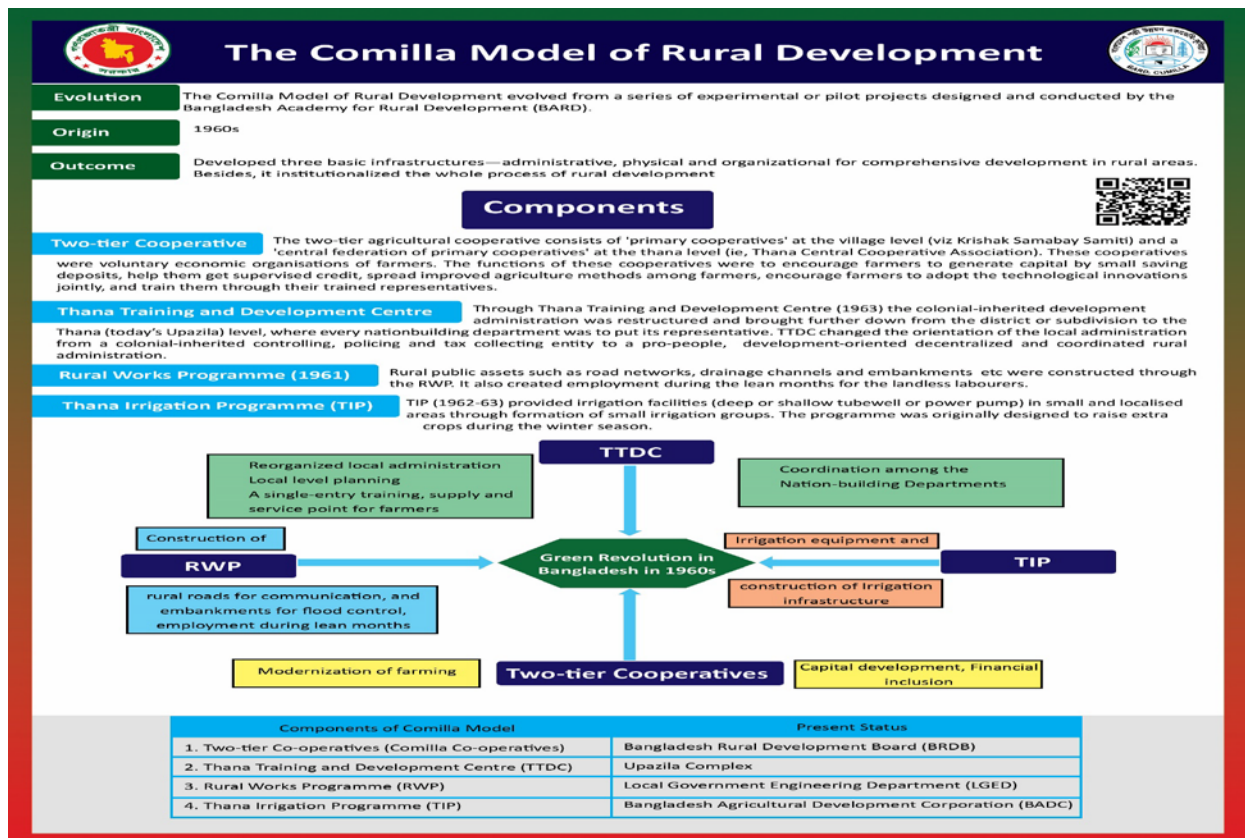 The Comilla Model of Rural Development
BARD, CUMILLA
Evolution
The Comilla Model of Rural Development evolved from a series of experimental or pilot projects designed and conducted by the
Bangladesh Academy for Rural Development (BARD).
Origin
1960s
Outcome
Developed three basic infrastructures—administrative, physical and organizational for comprehensive development in rural areas.
Besides, it institutionalized the whole process of rural development
Components
Two-tier Cooperative
The two-tier agricultural cooperative consists of 'primary cooperatives' at the village level (viz Krishak Samabay Samiti) and a
'central federation of primary cooperatives' at the thana level (ie, Thana Central Cooperative Association). These cooperatives
were voluntary economic organisations of farmers. The functions of these cooperatives were to encourage farmers to generate capital by small saving
deposits, help them get supervised credit, spread improved agriculture methods among farmers, encourage farmers to adopt the technological innovations
jointly, and train them through their trained representatives.
Thana Training and Development Centre
Through Thana Training and Development Centre (1963) the colonial-inherited development
administration was restructured and brought further down from the district or subdivision to the
Thana (today's Upazila) level, where every nationbuilding department was to put its representative. TTDC changed the orientation of the local administration
from a colonial-inherited controlling, policing and tax collecting entity to a pro-people, development-oriented decentralized and coordinated rural
administration.
Rural Works Programme (1961)
Rural public assets such as road networks, drainage channels and embankments etc were constructed through
the RWP. It also created employment during the lean months for the landless labourers.
Thana Irrigation Programme (TIP)
TIP (1962-63) provided irrigation facilities (deep or shallow tubewell or power pump) in small and localised
areas through formation of small irrigation groups. The programme was originally designed to raise extra
crops during the winter season.
TTDC
Reorganized local administration
Local level planning
A single-entry training, supply and
service point for farmers
Coordination among the
Nation-building Departments
Construction of
RWP
rural roads for communication, and
embankments for flood control,
employment during lean months
Green Revolution in
Bangladesh in 1960s
Irrigation equipment and
TIP
construction of Irrigation
infrastructure
Modernization of farming
Two-tier Cooperatives
Capital development, Financial
inclusion
Components of Comilla Model
Present Status
1. Two-tier Co-operatives (Comilla Co-operatives)
Bangladesh Rural Development Board (BRDB)
2. Thana Training and Development Centre (TTDC)
Upazila Complex
3. Rural Works Programme (RWP)
Local Government Engineering Department (LGED)
4. Thana Irrigation Programme (TIP)
Bangladesh Agricultural Development Corporation (BADC)